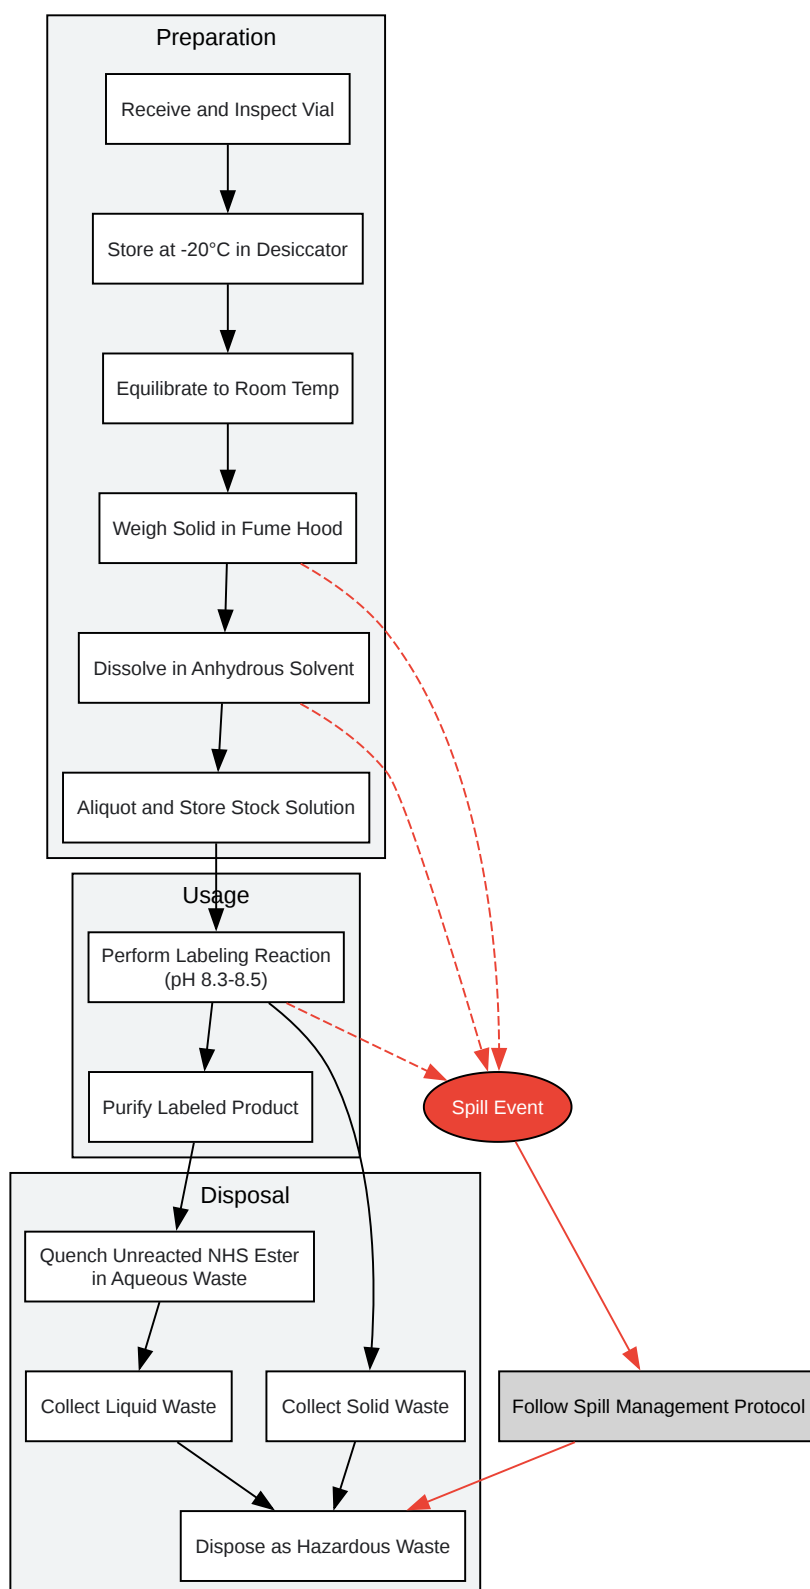 Preparation
Receive and Inspect Vial
Store at -20°C in Desiccator
Equilibrate to Room Temp
Weigh Solid in Fume Hood
Dissolve in Anhydrous Solvent
Aliquot and Store Stock Solution
Usage
Perform Labeling Reaction
(pH 8.3-8.5)
Purify Labeled Product
Spill Event
Disposal
Quench Unreacted NHS Ester
in Aqueous Waste
Collect Liquid Waste
Collect Solid Waste
Follow Spill Management Protocol
Dispose as Hazardous Waste